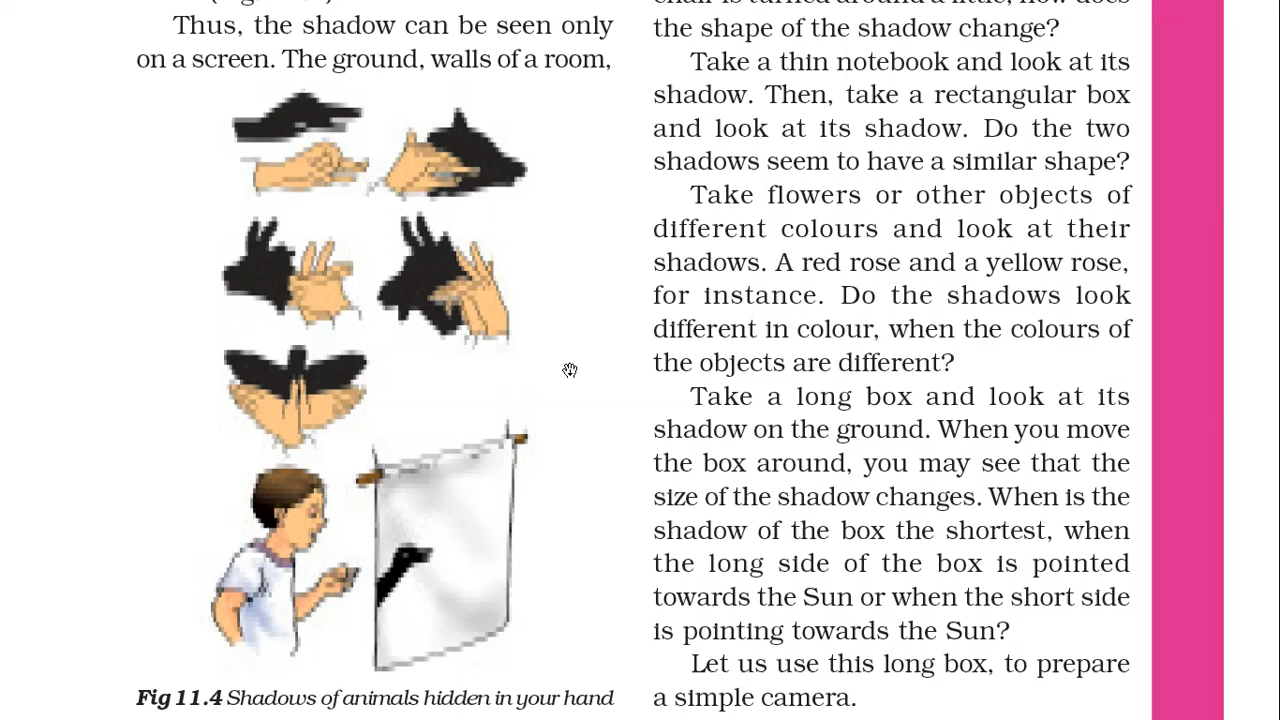 Thus, the shadow can be seen only
on a screen. The ground, walls of a room,
Fig 11.4 Shadows of animals hidden in your hand
the shape of the shadow change?
Take a thin notebook and look at its
shadow. Then, take a rectangular box
and look at its shadow. Do the two
shadows seem to have a similar shape?
Take flowers or other objects of
different colours and look at their
shadows. A red rose and a yellow rose,
for instance. Do the shadows look
different in colour, when the colours of
the objects are different?
Take a long box and look at its
shadow on the ground. When you move
the box around, you may see that the
size of the shadow changes. When is the
shadow of the box the shortest, when
the long side of the box is pointed
towards the Sun or when the short side
is pointing towards the Sun?
Let us use this long box, to prepare
a simple camera.